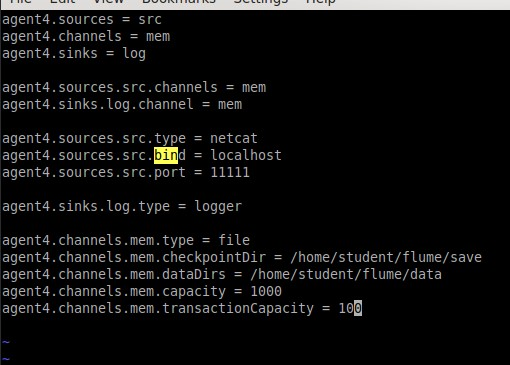 File Edit View Bookmarks Settings Help
agent4.sources = src
agent4.channels = mem
agent4.sinks = log
agent4.sources.src.channels = mem
agent4.sinks.log.channel = mem
agent4.sources.src.type = netcat
agent4.sources.src.bind = localhost
agent4.sources.src.port = 11111
agent4.sinks.log.type = logger
agent4.channels.mem.type = file
agent4.channels.mem.checkpointDir = /home/student/flume/save
agent4.channels.mem.dataDirs = /home/student/flume/data
agent4.channels.mem.capacity = 1000
agent4.channels.mem.transactionCapacity = 100
~
~